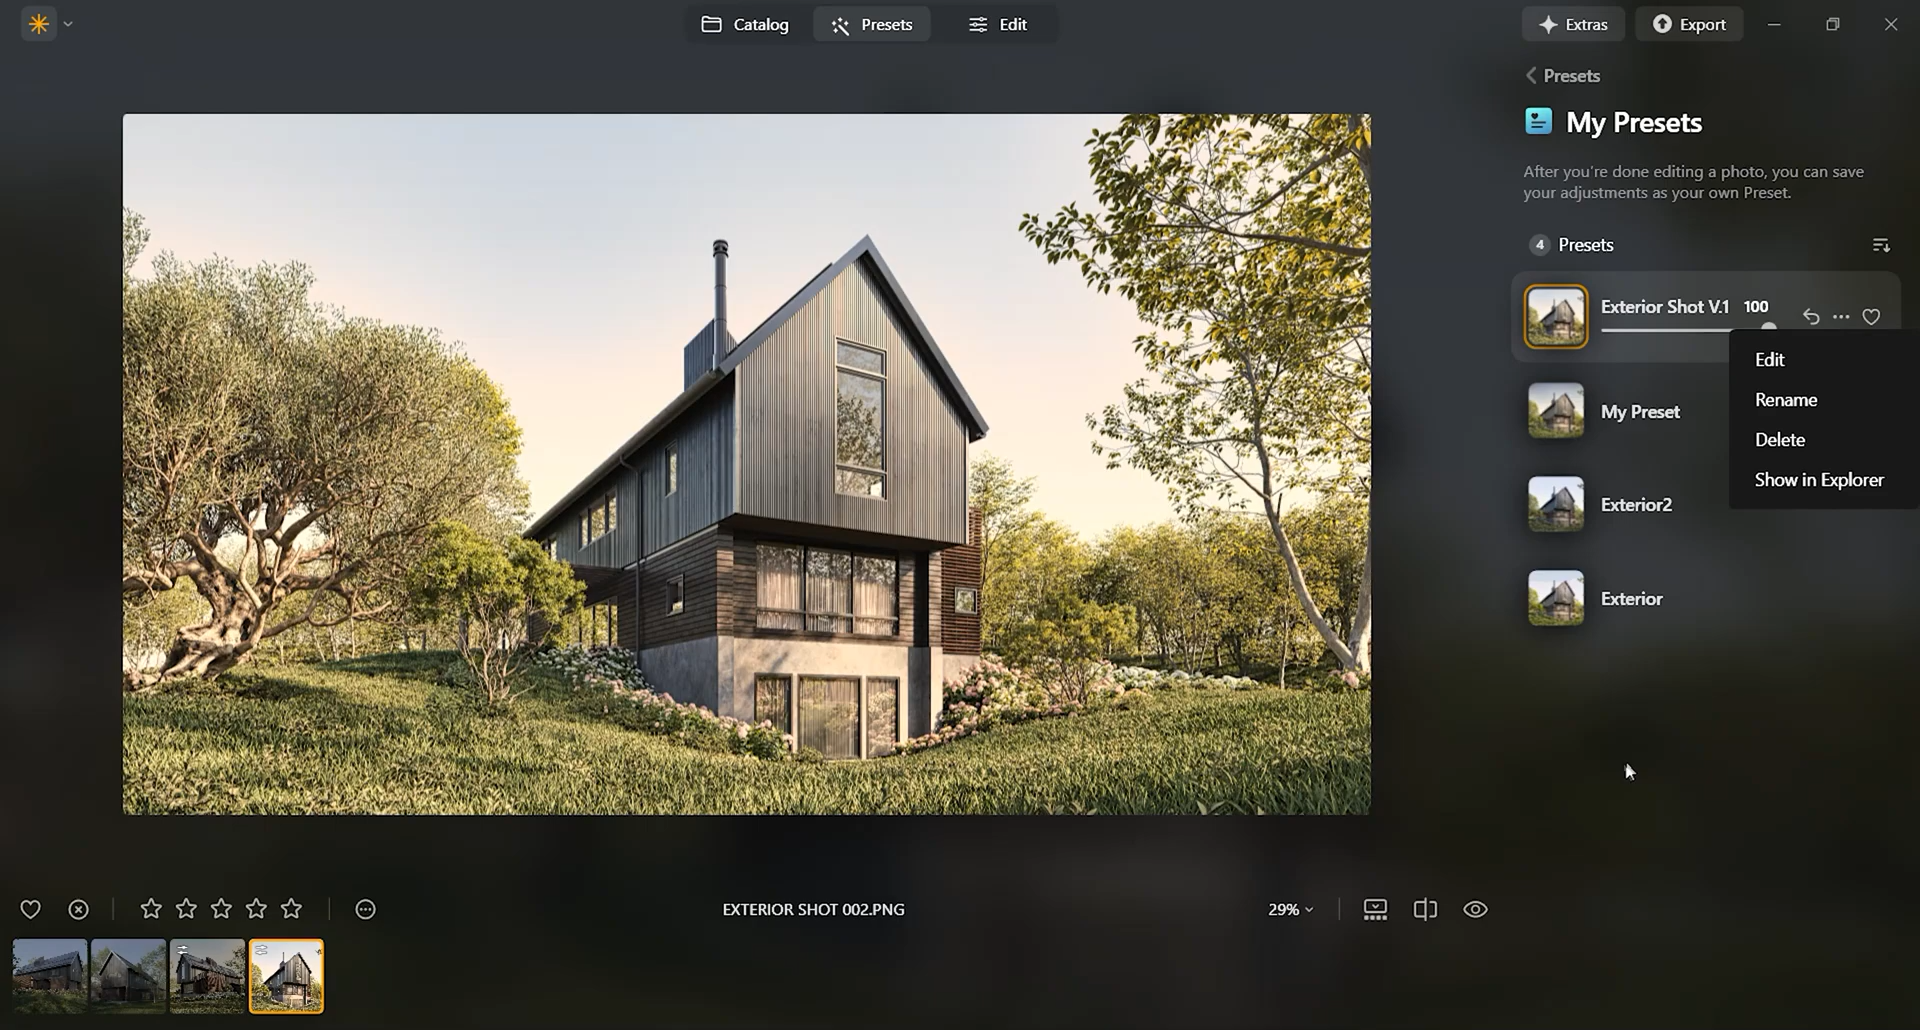 Catalog
Presets
Edit
Extras
Export
Presets
My Presets
After you're done editing a photo, you can save
your adjustments as your own Preset.
4 Presets
Exterior Shot V.1 100
Edit
Rename
Delete
Show in Explorer
My Preset
Exterior2
Exterior
EXTERIOR SHOT 002.PNG
29%